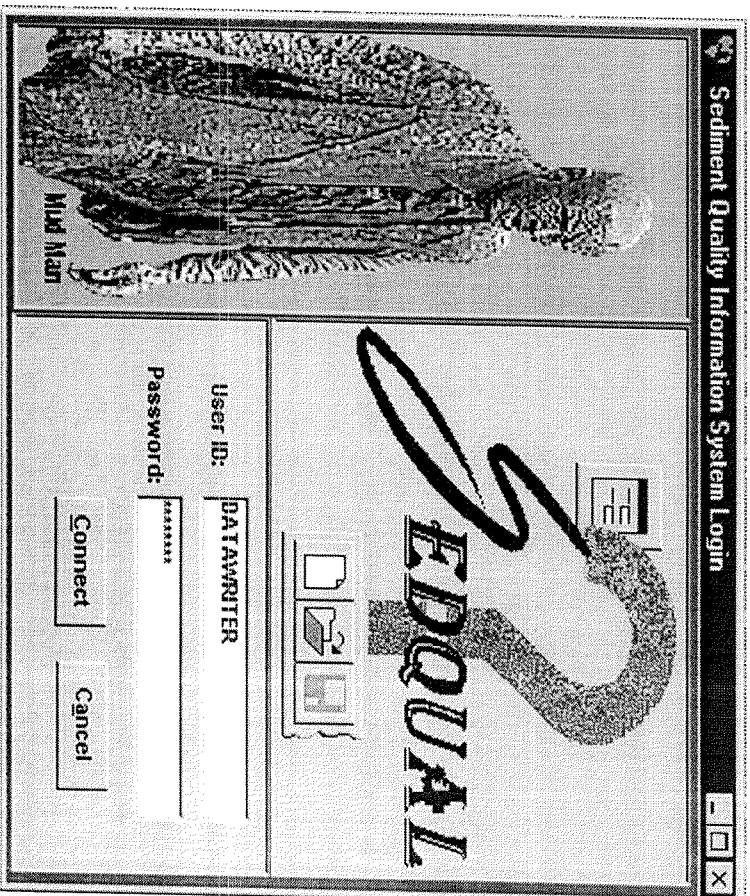 Sediment Quality Information System Login
SEDQUAL
Mud Man
User ID:
DATAWRITER
Password:
********
Connect
Cancel